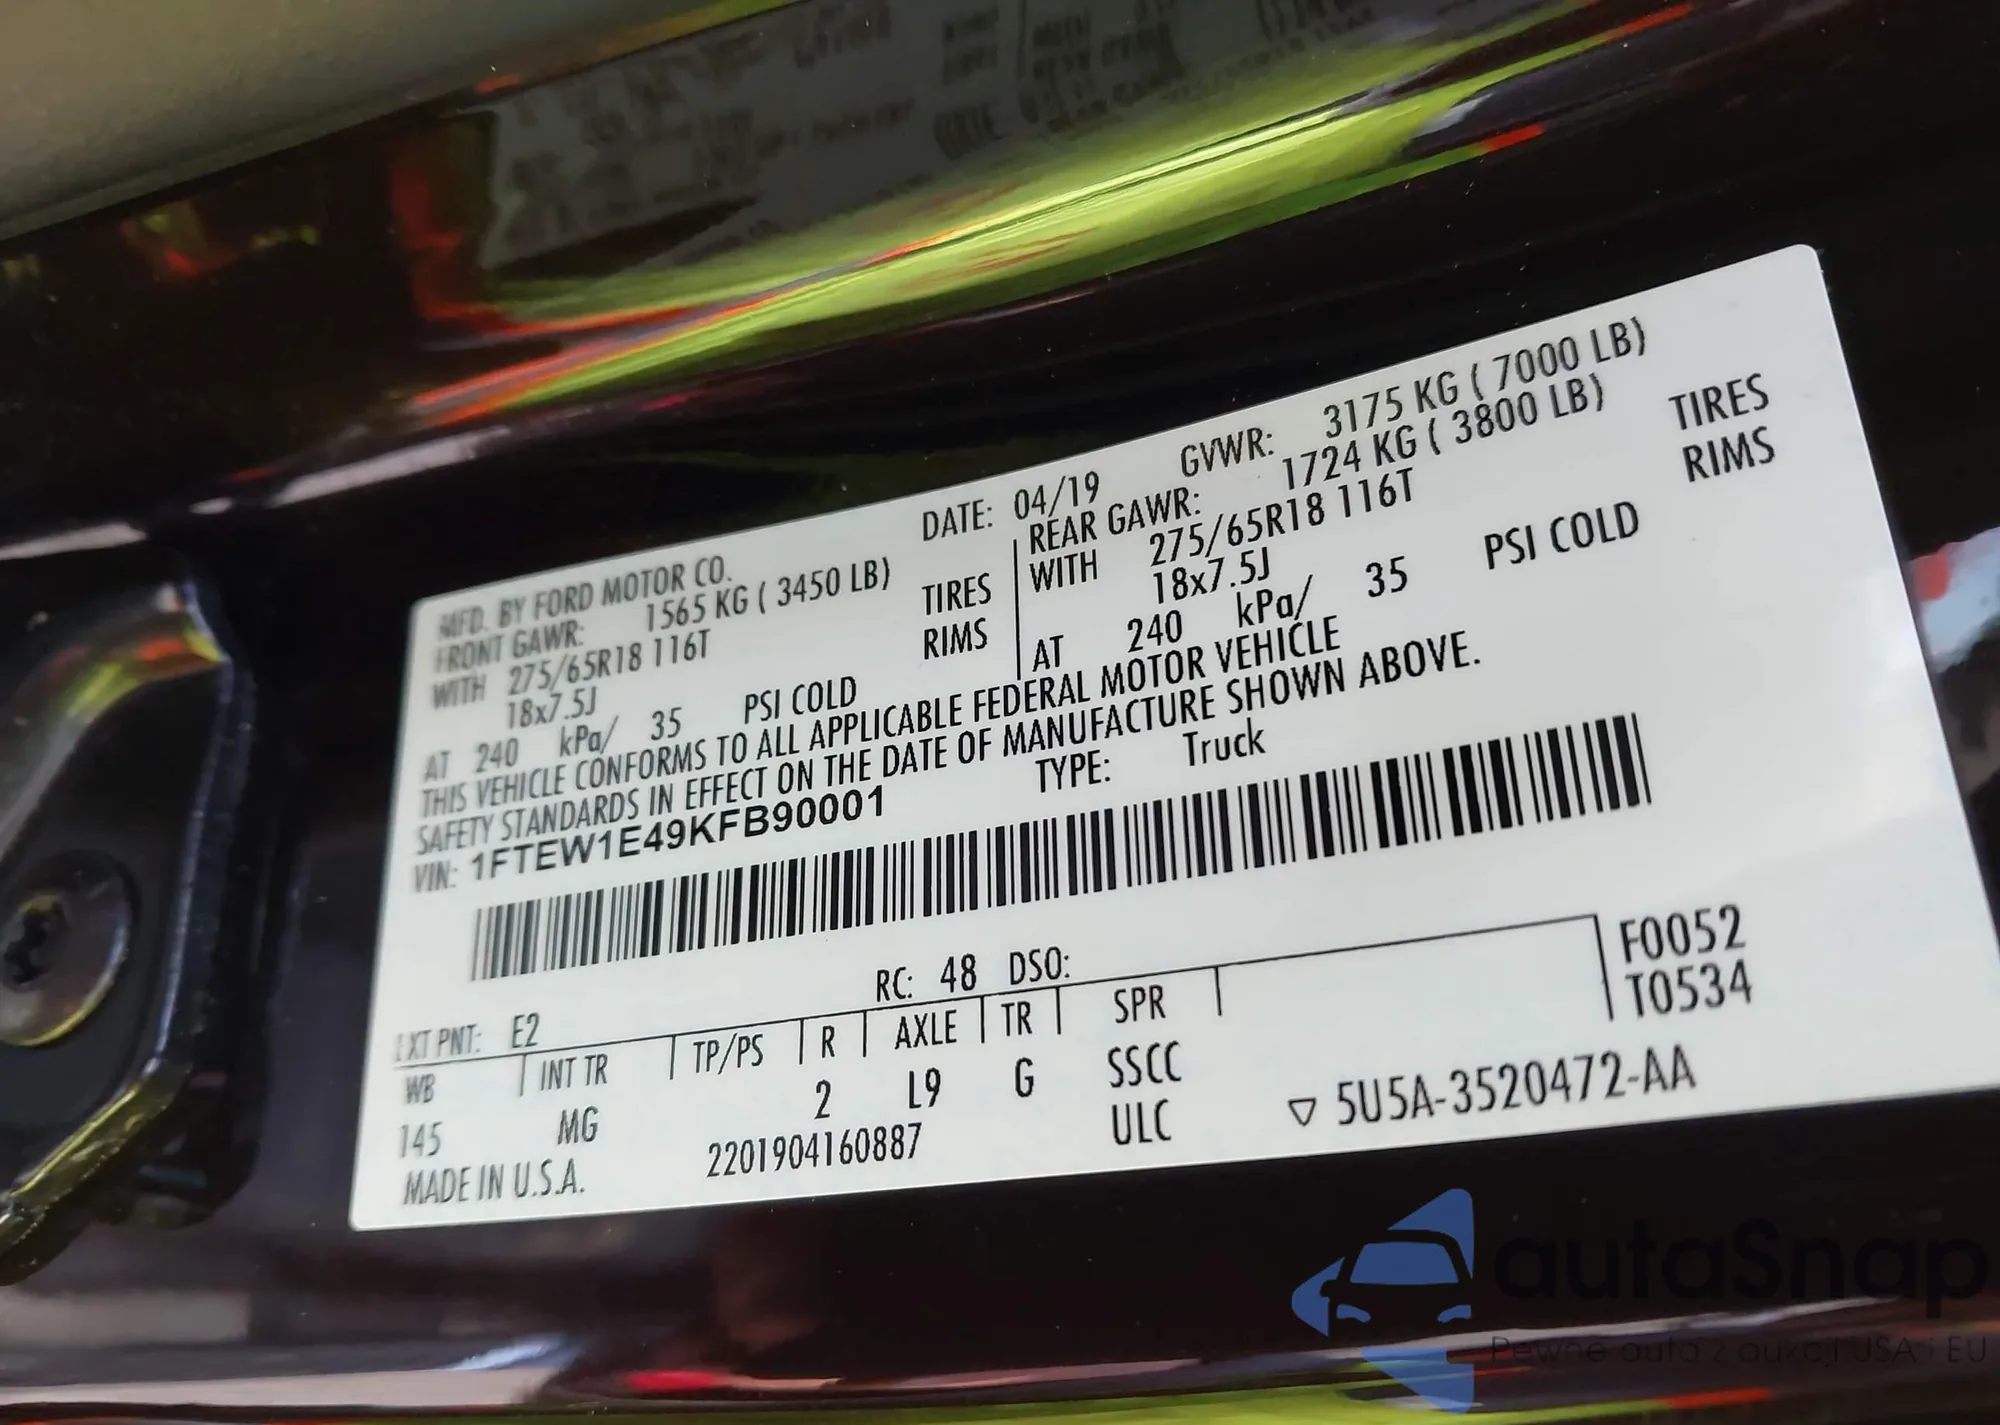 MFD. BY FORD MOTOR CO. DATE: 04/19 GVWR: 3175 KG ( 7000 LB)
FRONT GAWR: 1565 KG ( 3450 LB) REAR GAWR: 1724 KG ( 3800 LB)
WITH 275/65R18 116T TIRES WITH 275/65R18 116T TIRES
18x7.5J RIMS 18x7.5J RIMS
AT 240 kPa/ 35 PSI COLD AT 240 kPa/ 35 PSI COLD
THIS VEHICLE CONFORMS TO ALL APPLICABLE FEDERAL MOTOR VEHICLE
SAFETY STANDARDS IN EFFECT ON THE DATE OF MANUFACTURE SHOWN ABOVE.
VIN: 1FTEW1E49KFB90001 TYPE: Truck
F0052
T0534
EXT PNT: E2 RC: 48 DSO:
WB INT TR TP/PS R AXLE TR SPR
145 MG 2 L9 G SSCC
ULC
MADE IN U.S.A. 2201904160887 ▽ 5U5A-3520472-AA
autaSnap
Pewne auta z aukcji USA i EU